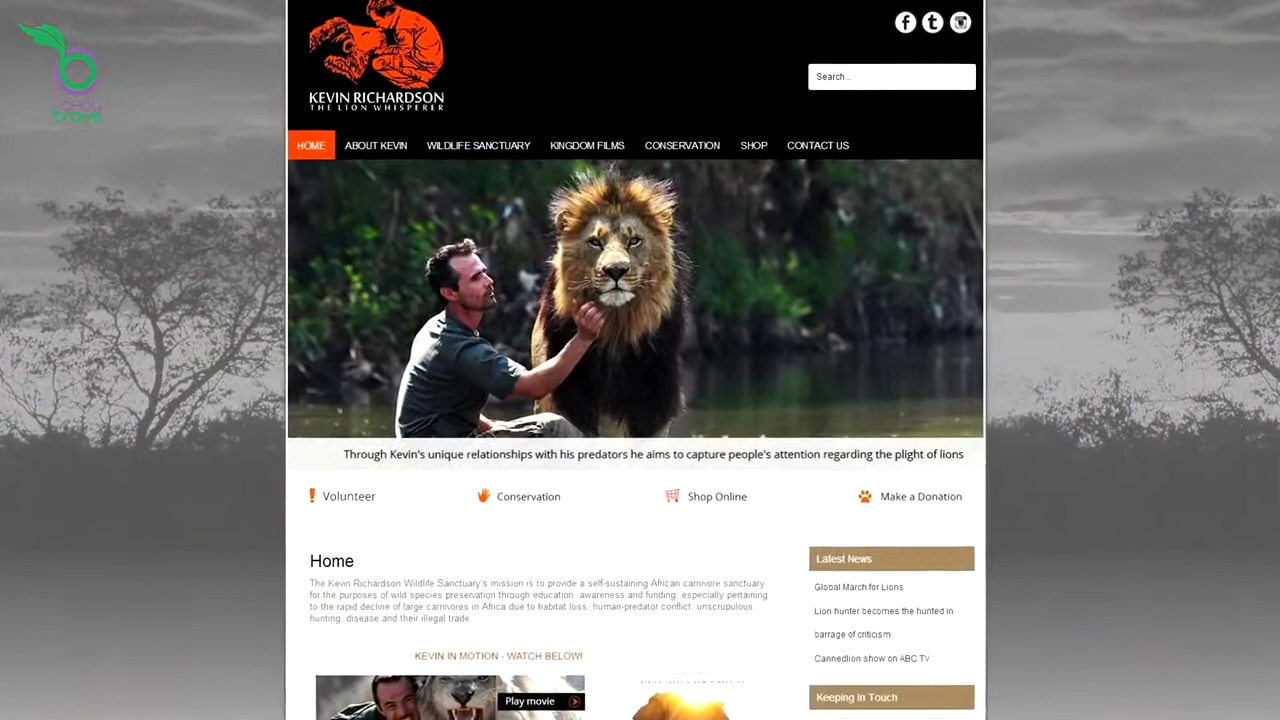 b
travel
KEVIN RICHARDSON
THE LION WHISPERER
f t
Search...
HOME ABOUT KEVIN WILDLIFE SANCTUARY KINGDOM FILMS CONSERVATION SHOP CONTACT US
Through Kevin's unique relationships with his predators he aims to capture people's attention regarding the plight of lions
Volunteer Conservation Shop Online Make a Donation
Home
The Kevin Richardson Wildlife Sanctuary's mission is to provide a self-sustaining African carnivore sanctuary
for the purposes of wild species preservation through education, awareness and funding, especially pertaining
to the rapid decline of large carnivores in Africa due to habitat loss, human-predator conflict, unscrupulous
hunting, disease and their illegal trade
KEVIN IN MOTION - WATCH BELOW!
Play movie
Latest News
Global March for Lions
Lion hunter becomes the hunted in
barrage of criticism
Cannedlion show on ABC TV
Keeping In Touch